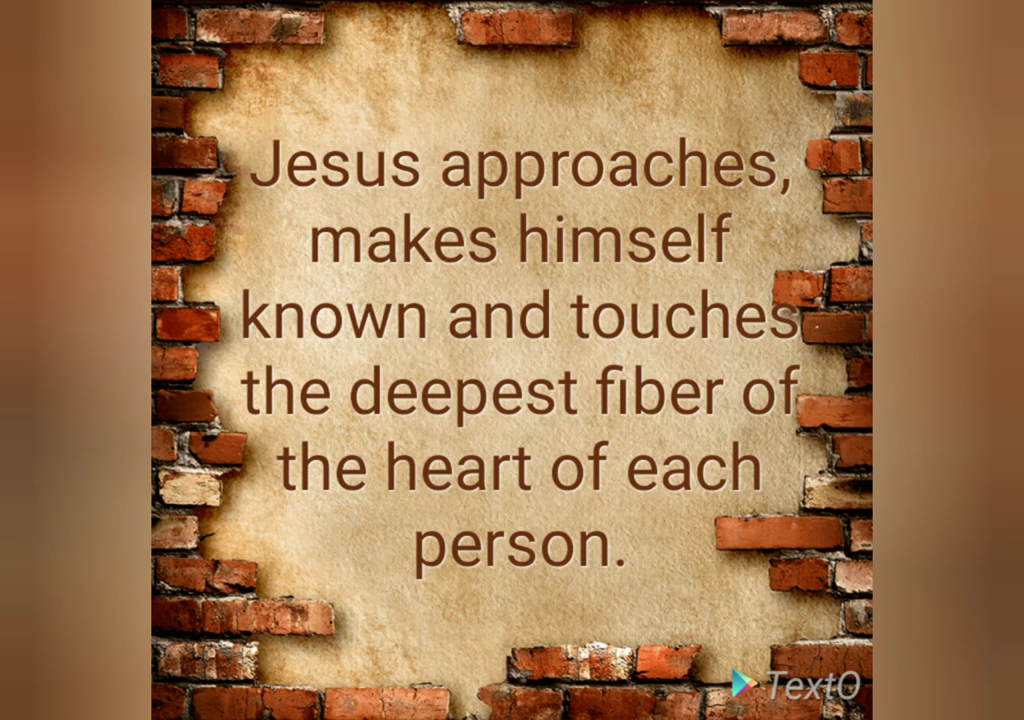 Jesus approaches,
makes himself
known and touches
the deepest fiber of
the heart of each
person.
TextO